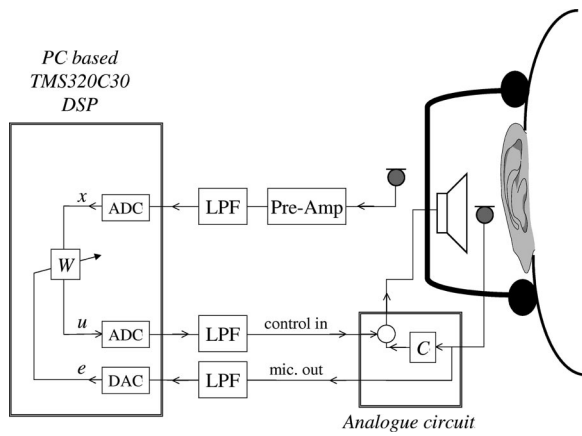 PC based
TMS320C30
DSP
x
ADC
LPF
Pre-Amp
W
u
ADC
LPF
control in
C
e
DAC
LPF
mic. out
Analogue circuit